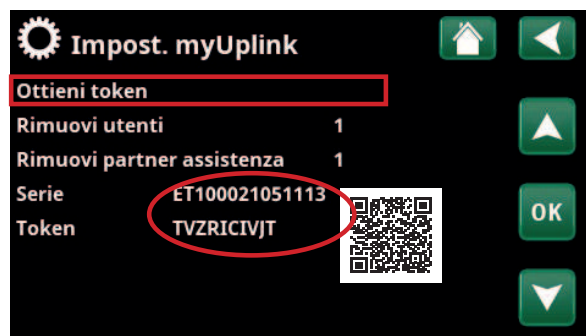 Impost. myUplink
Ottieni token
Rimuovi utenti 1
Rimuovi partner assistenza 1
Serie ET100021051113
Token TVZRICIVJT
OK